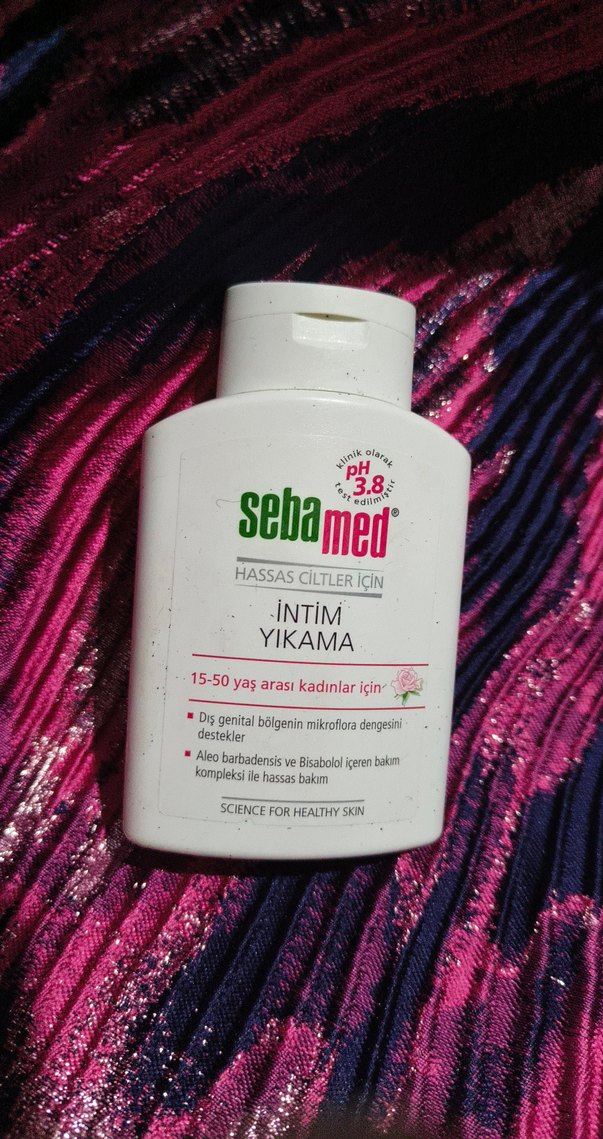 klinik olarak
pH
3.8
test edilmiştir
sebamed®
HASSAS CİLTLER İÇİN
İNTİM
YIKAMA
15-50 yaş arası kadınlar için
Dış genital bölgenin mikroflora dengesini
destekler
Aleo barbadensis ve Bisabolol içeren bakım
kompleksi ile hassas bakım
SCIENCE FOR HEALTHY SKIN